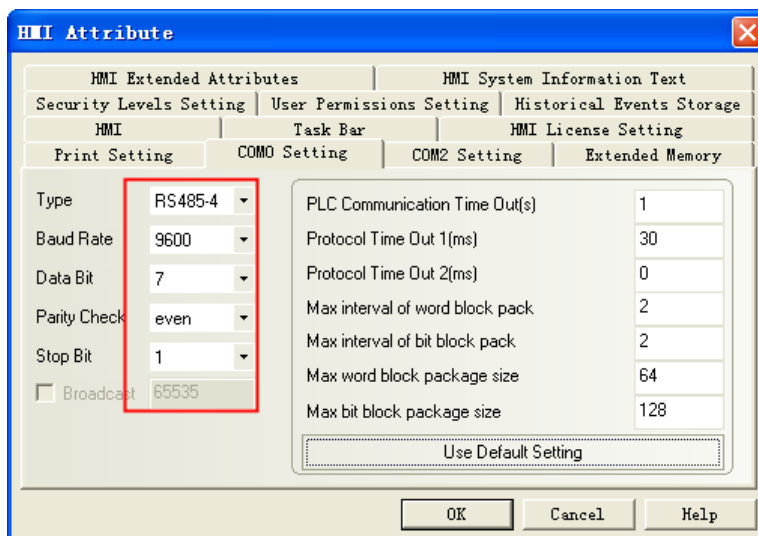 HMI Attribute
HMI Extended Attributes HMI System Information Text
Security Levels Setting User Permissions Setting Historical Events Storage
HMI Task Bar HMI License Setting
Print Setting COM0 Setting COM2 Setting Extended Memory
Type RS485-4 PLC Communication Time Out(s) 1
Baud Rate 9600 Protocol Time Out 1(ms) 30
Data Bit 7 Protocol Time Out 2(ms) 0
Parity Check even Max interval of word block pack 2
Stop Bit 1 Max interval of bit block pack 2
Broadcast 65535 Max word block package size 64
Max bit block package size 128
Use Default Setting
OK Cancel Help